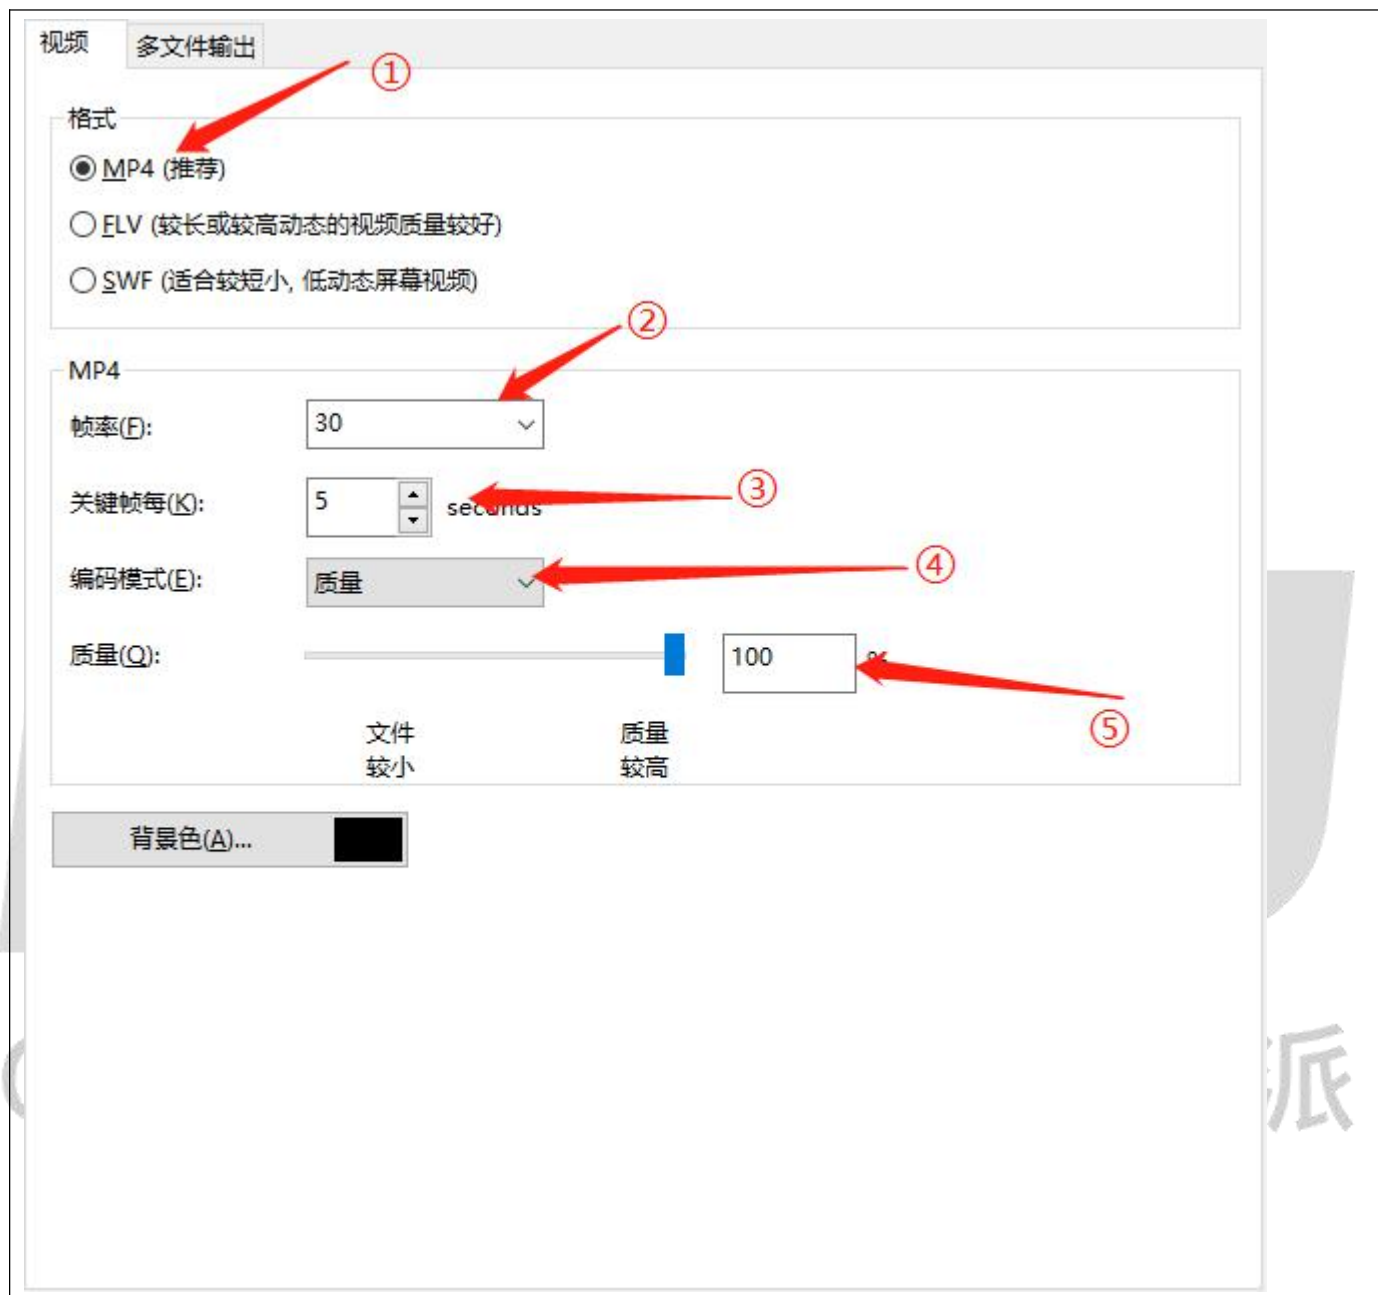 视频 多文件输出
①
格式
MP4 (推荐)
FLV (较长或较高动态的视频质量较好)
SWF (适合较短小, 低动态屏幕视频)
②
MP4
帧率(F): 30
关键帧每(K): 5 seconds ③
编码模式(E): 质量 ④
质量(Q): 100 %
⑤
文件 质量
较小 较高
背景色(A)...
派